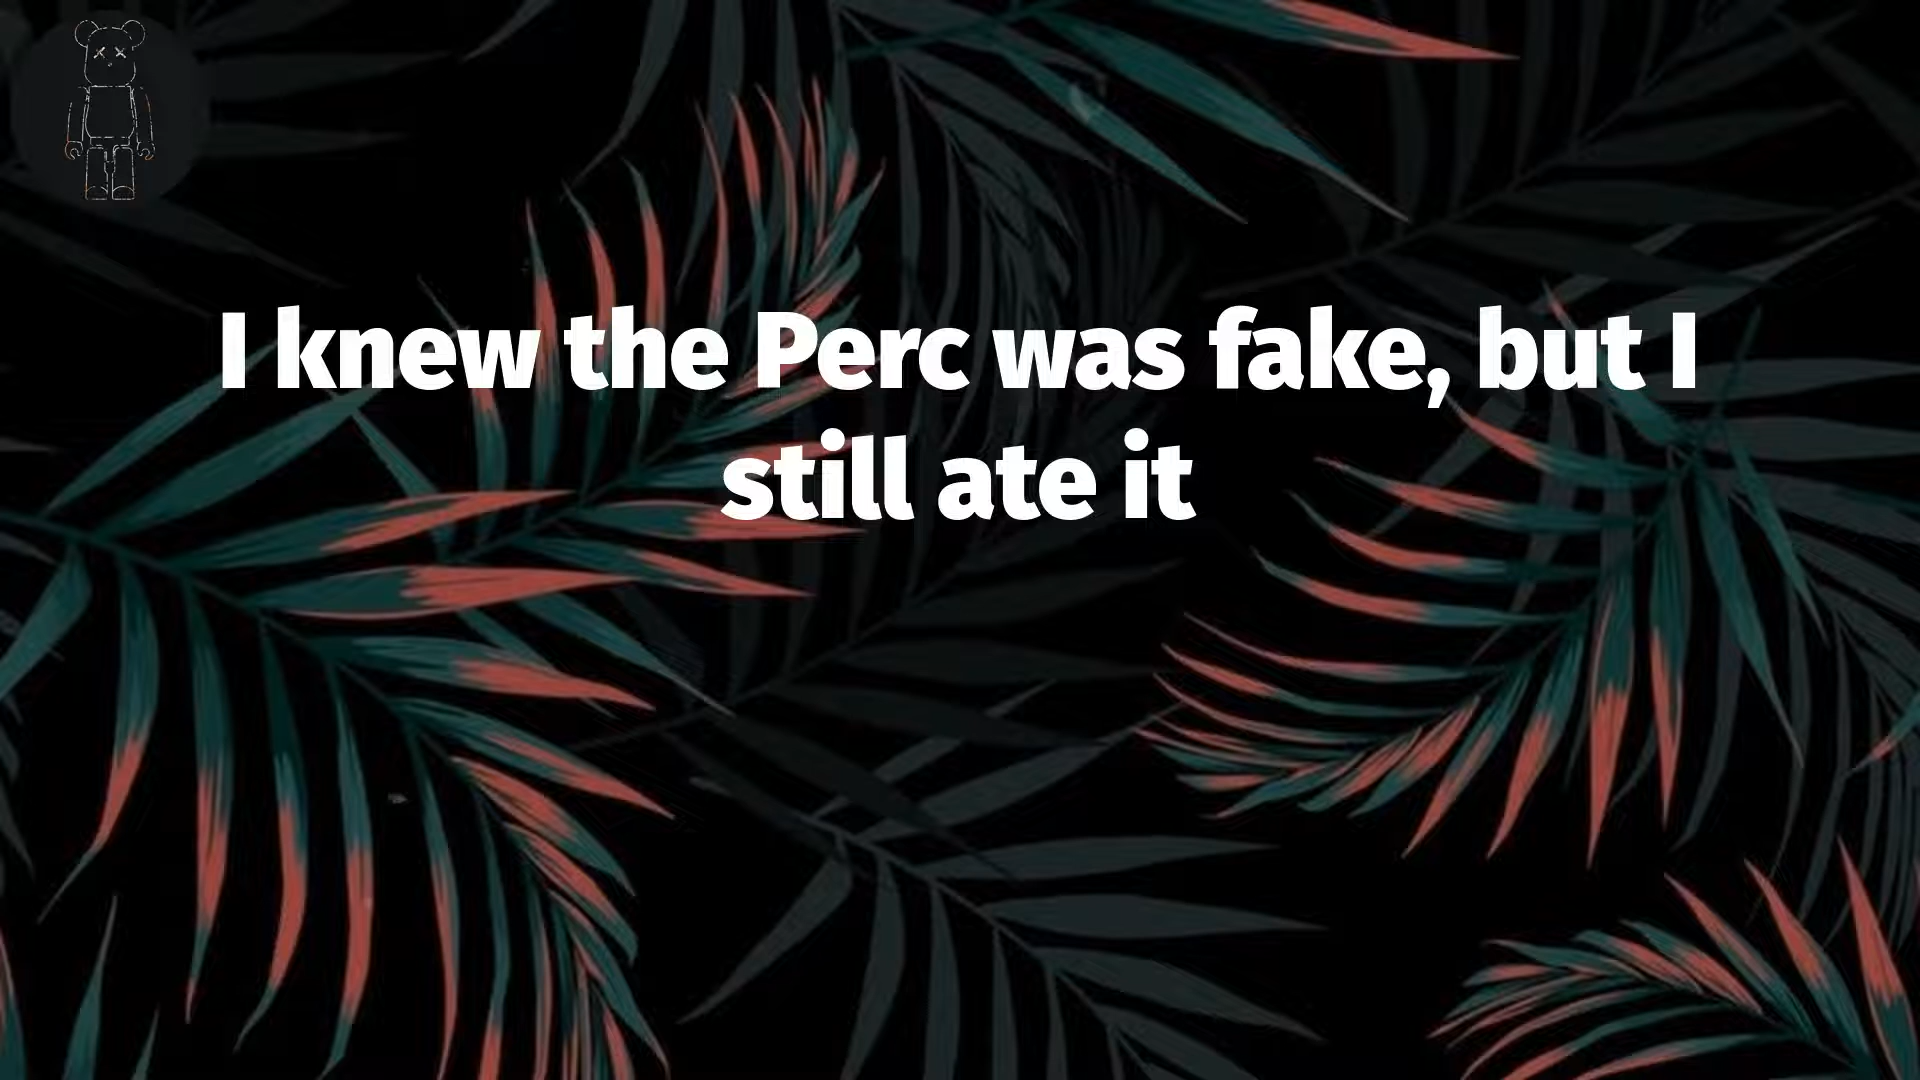 I knew the Perc was fake, but I
still ate it